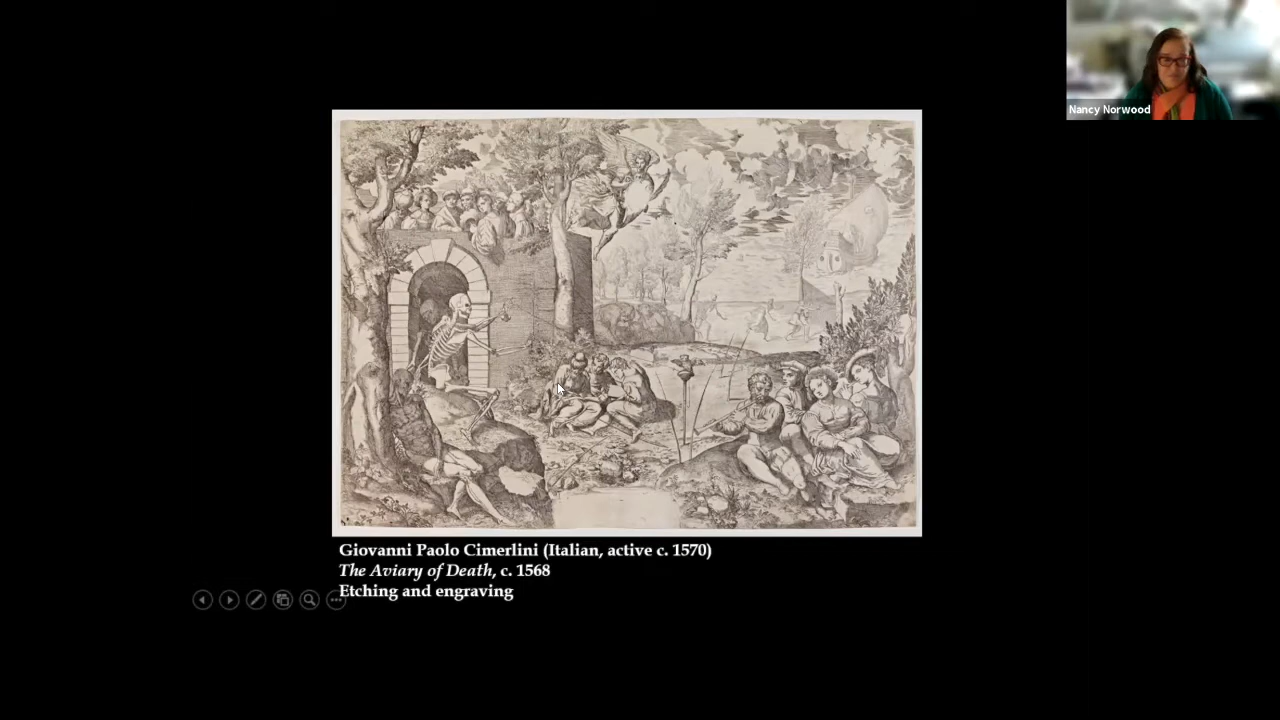 Nancy Norwood
Giovanni Paolo Cimerlini (Italian, active c. 1570)
The Aviary of Death, c. 1568
Etching and engraving